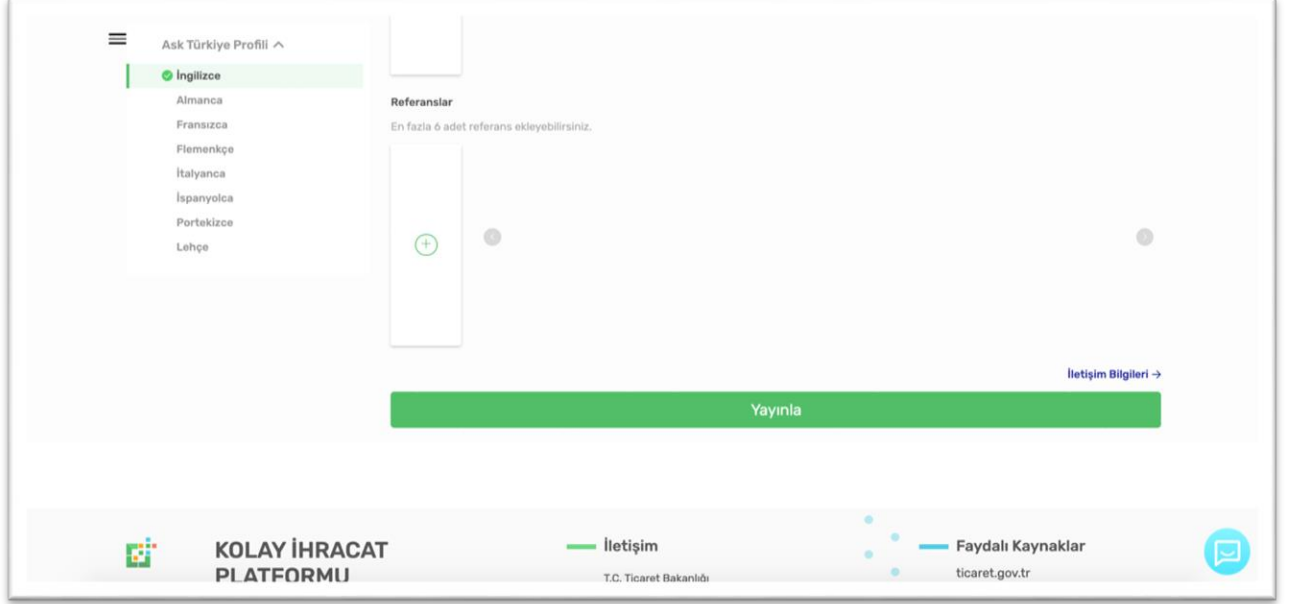 Ask Türkiye Profili
İngilizce
Almanca
Fransızca
Flemenkçe
İtalyanca
İspanyolca
Portekizce
Lehçe
Referanslar
En fazla 6 adet referans ekleyebilirsiniz.
İletişim Bilgileri →
Yayınla
KOLAY İHRACAT
PLATFORMU
İletişim
T.C. Ticaret Bakanlığı
Faydalı Kaynaklar
ticaret.gov.tr